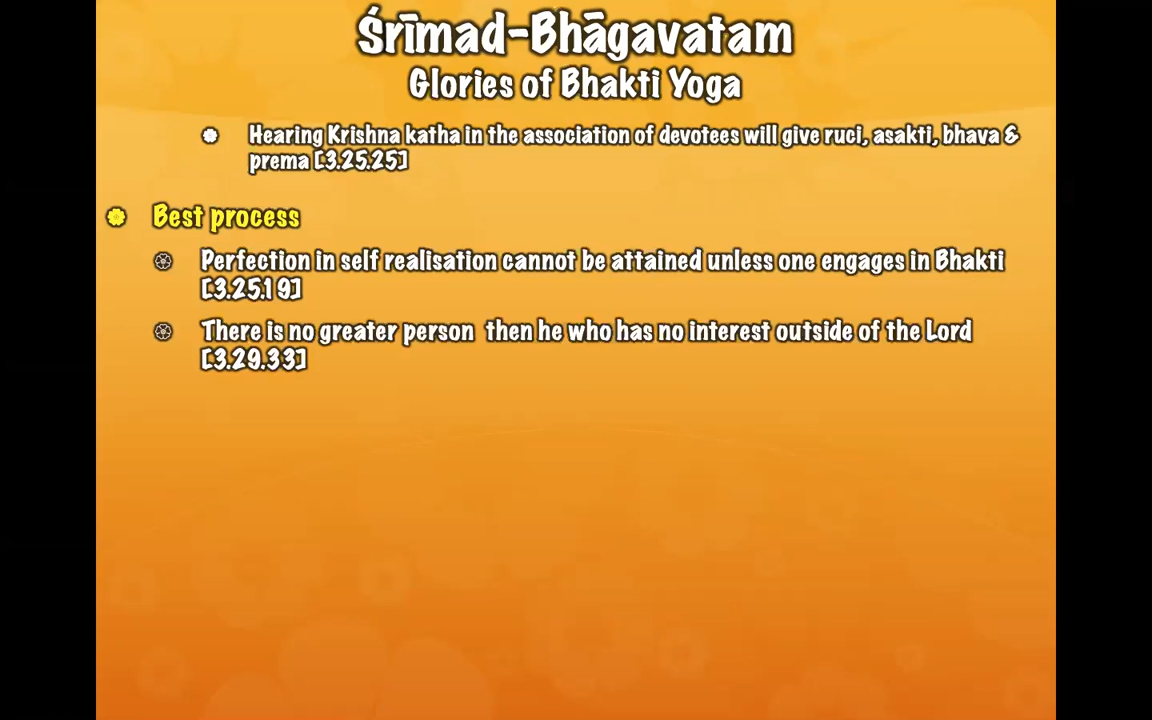 Śrīmad-Bhāgavatam
Glories of Bhakti Yoga
Hearing Krishna katha in the association of devotees will give ruci, asakti, bhava &
prema [3.25.25]
Best process
Perfection in self realisation cannot be attained unless one engages in Bhakti
[3.25.19]
There is no greater person then he who has no interest outside of the Lord
[3.29.33]